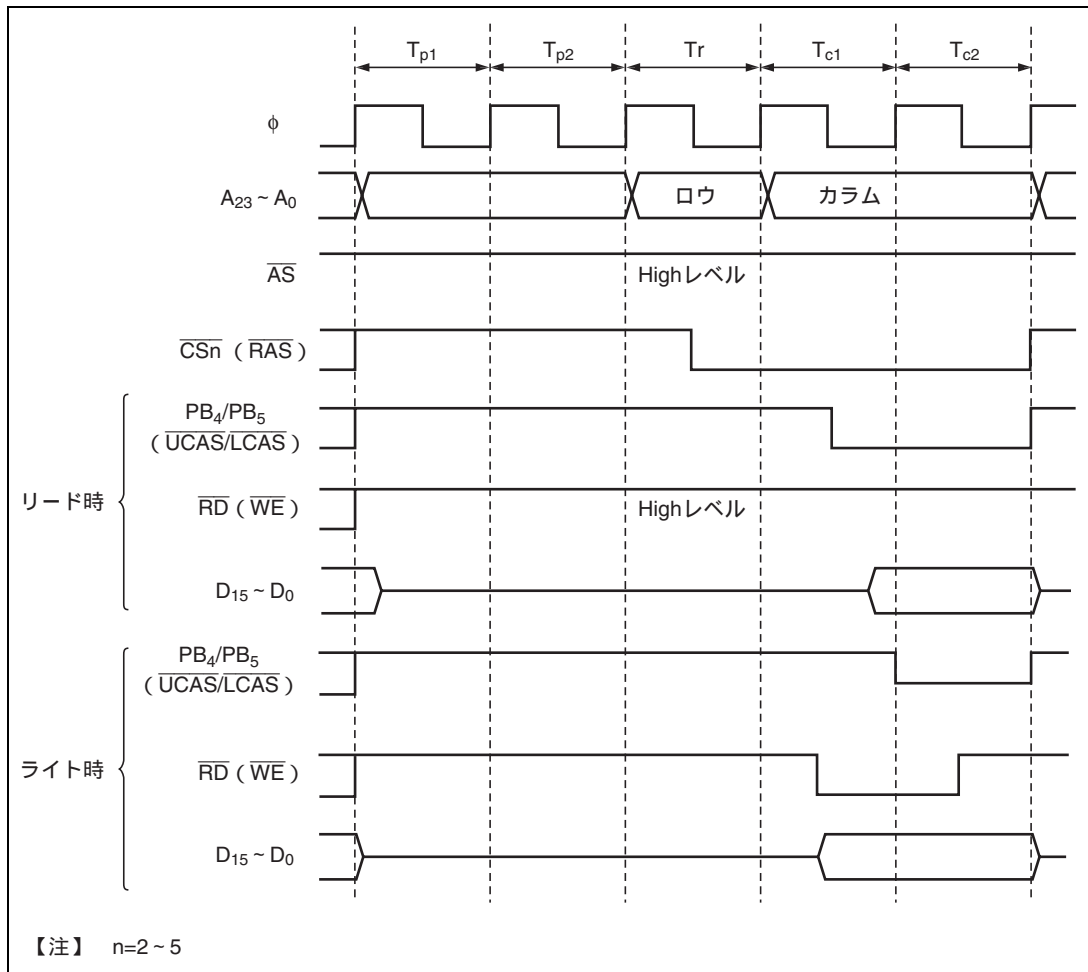 Tp1 Tp2 Tr Tc1 Tc2
φ
A23～A0 ロウ カラム
AS Highレベル
CSn（RAS）
リード時
PB4/PB5
（UCAS/LCAS）
RD（WE） Highレベル
D15～D0
ライト時
PB4/PB5
（UCAS/LCAS）
RD（WE）
D15～D0
【注】 n=2～5